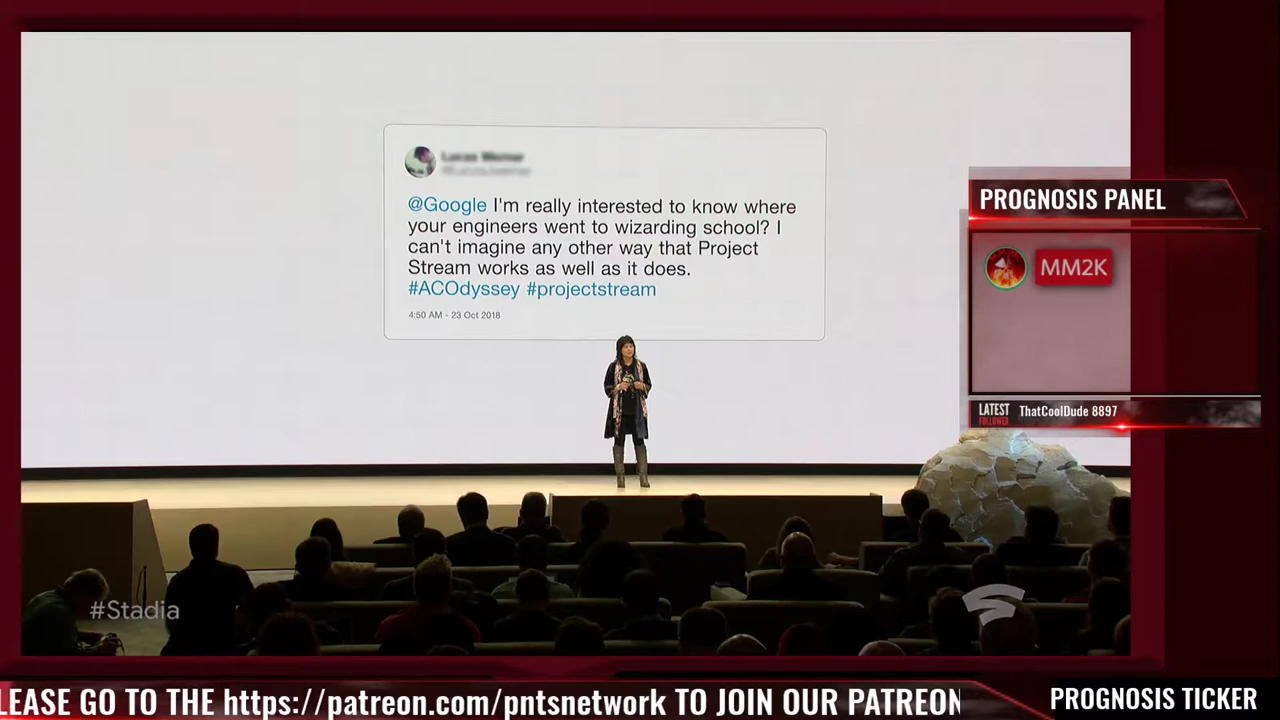 @Google I'm really interested to know where
your engineers went to wizarding school? I
can't imagine any other way that Project
Stream works as well as it does.
#ACOdyssey #projectstream
4:50 AM - 23 Oct 2018
PROGNOSIS PANEL
MM2K
LATEST
FOLLOWER
ThatCoolDude 8897
#Stadia
LEASE GO TO THE https://patreon.com/pntsnetwork TO JOIN OUR PATREON
PROGNOSIS TICKER